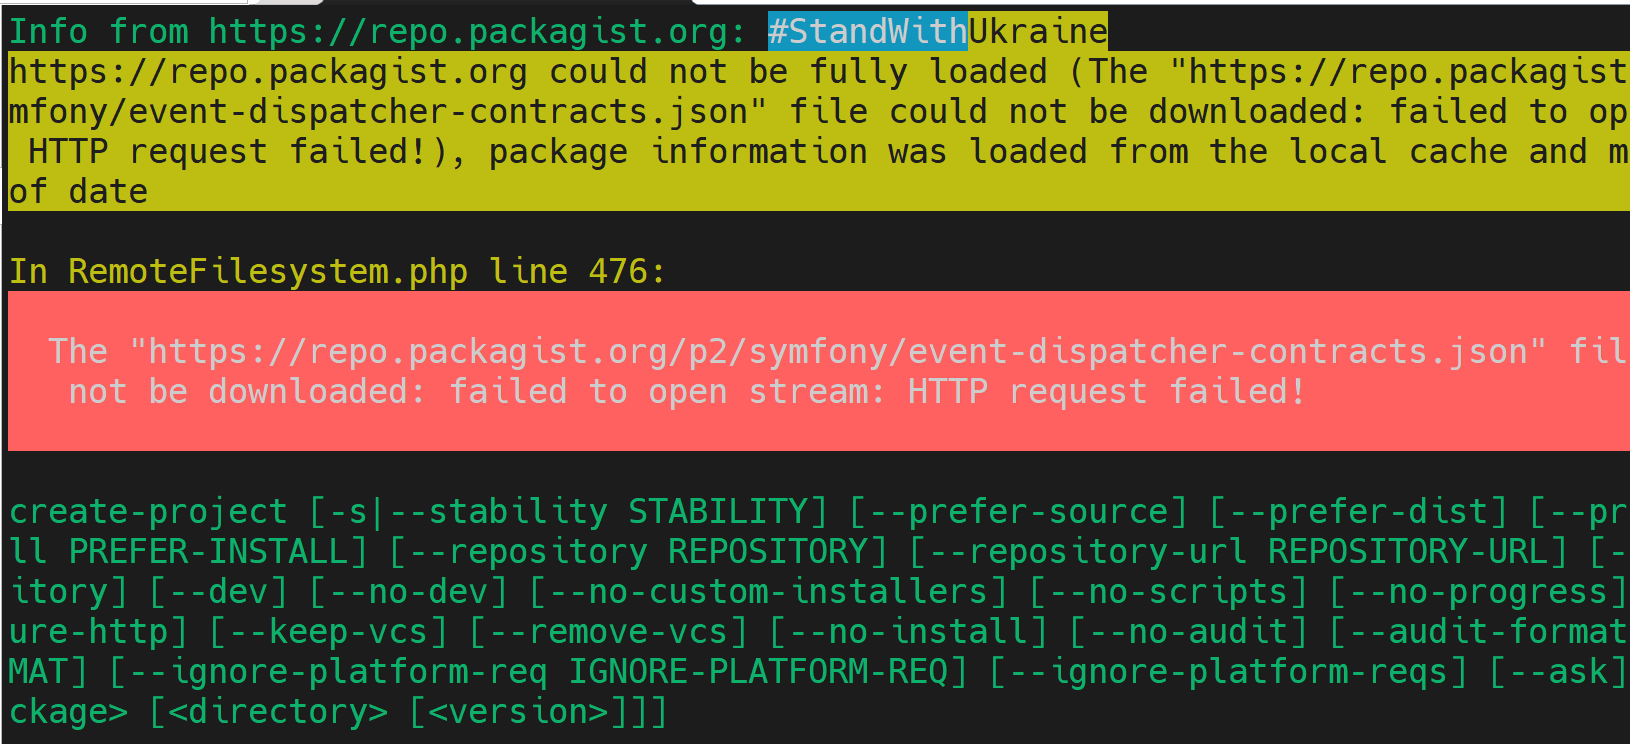 Info from https://repo.packagist.org: #StandWithUkraine
https://repo.packagist.org could not be fully loaded (The "https://repo.packagist
mfony/event-dispatcher-contracts.json" file could not be downloaded: failed to op
HTTP request failed!), package information was loaded from the local cache and m
of date
In RemoteFilesystem.php line 476:
The "https://repo.packagist.org/p2/symfony/event-dispatcher-contracts.json" fil
not be downloaded: failed to open stream: HTTP request failed!
create-project [-s|--stability STABILITY] [--prefer-source] [--prefer-dist] [--pr
ll PREFER-INSTALL] [--repository REPOSITORY] [--repository-url REPOSITORY-URL] [-
itory] [--dev] [--no-dev] [--no-custom-installers] [--no-scripts] [--no-progress]
ure-http] [--keep-vcs] [--remove-vcs] [--no-install] [--no-audit] [--audit-format
MAT] [--ignore-platform-req IGNORE-PLATFORM-REQ] [--ignore-platform-reqs] [--ask]
ckage> [<directory> [<version>]]]